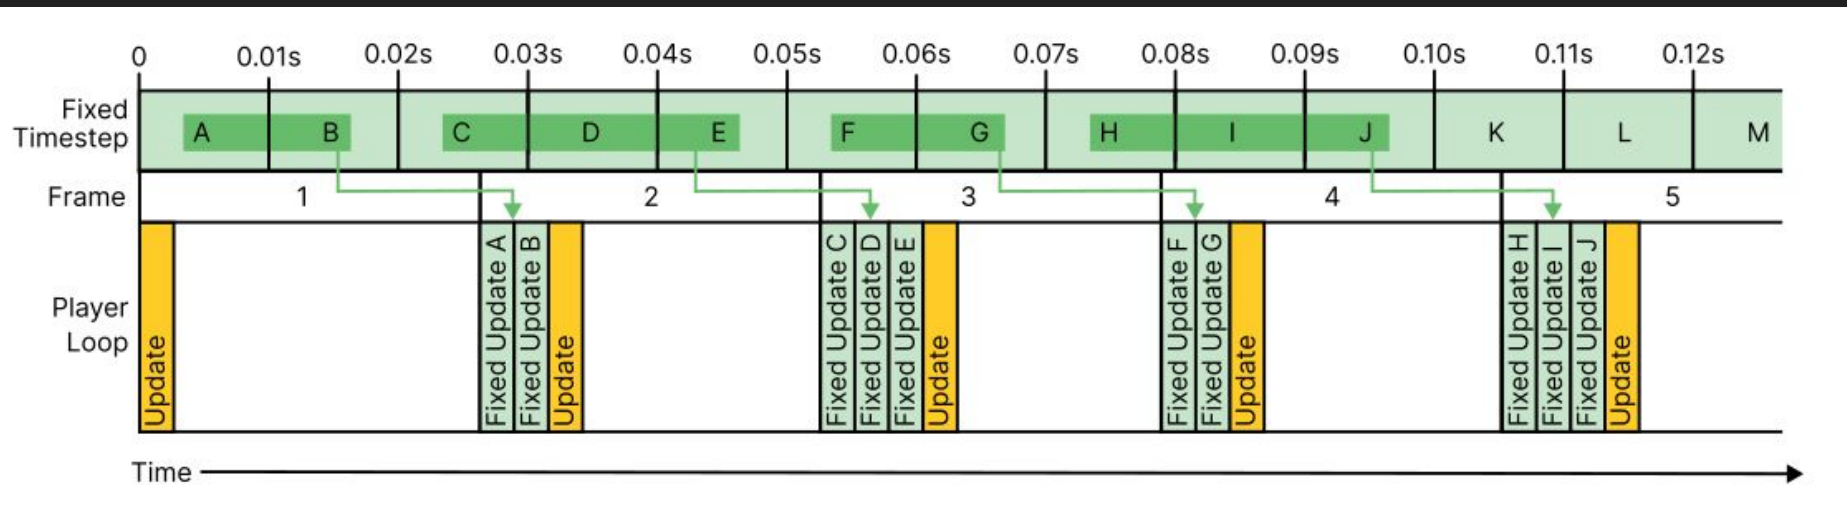 0 0.01s 0.02s 0.03s 0.04s 0.05s 0.06s 0.07s 0.08s 0.09s 0.10s 0.11s 0.12s
Fixed
Timestep
A B C D E F G H I J K L M
Frame
1 2 3 4 5
Player
Loop
Update
Fixed Update A
Fixed Update B
Update
Fixed Update C
Fixed Update D
Fixed Update E
Update
Fixed Update F
Fixed Update G
Update
Fixed Update H
Fixed Update I
Fixed Update J
Update
Time